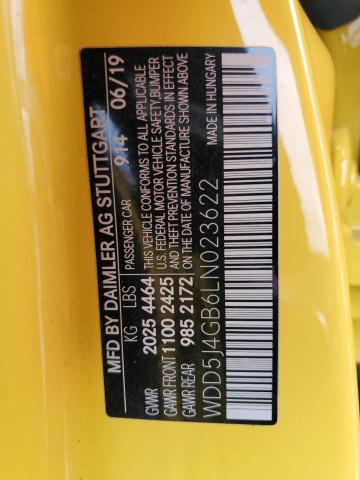 MFD BY DAIMLER AG STUTTGART
914 06/19
KG LBS PASSENGER CAR
GVWR 2025 4464 THIS VEHICLE CONFORMS TO ALL APPLICABLE
GAWR FRONT 1100 2425 U.S. FEDERAL MOTOR VEHICLE SAFETY, BUMPER
GAWR REAR 985 2172 & THEFT PREVENTION STANDARDS IN EFFECT
ON DATE OF MANUFACTURE SHOWN ABOVE
WDD5J4GB6LN023622
MADE IN HUNGARY